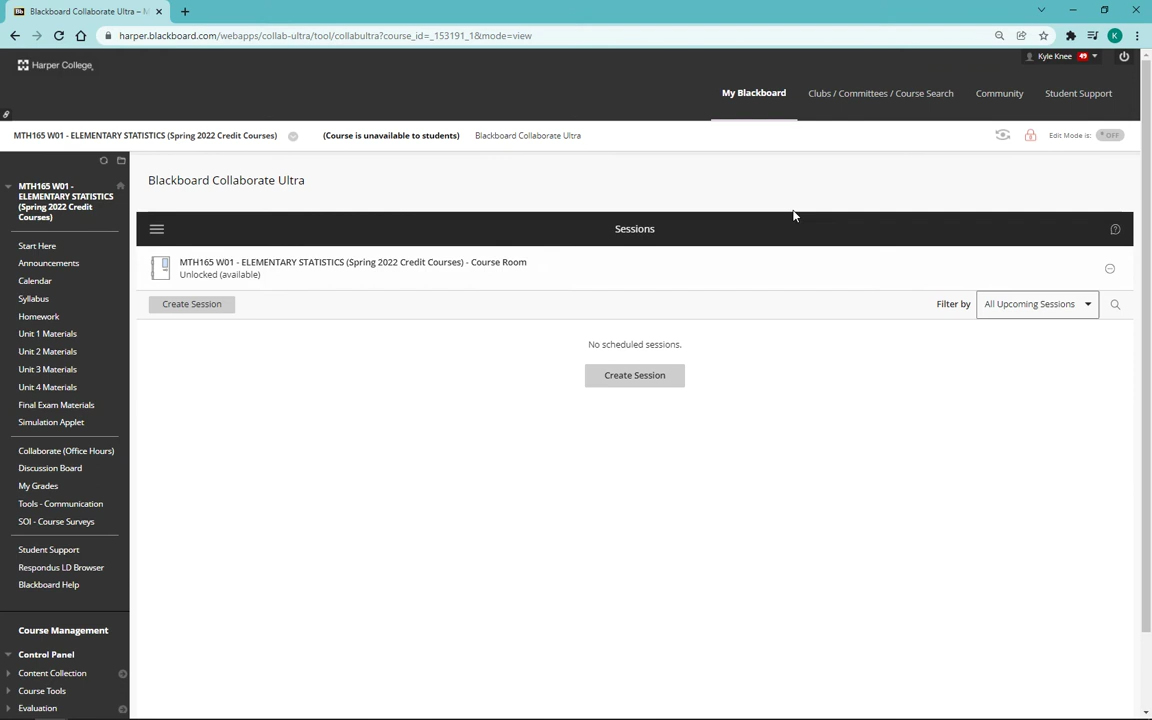 Bb Blackboard Collaborate Ultra – M
harper.blackboard.com/webapps/collab-ultra/tool/collabultra?course_id=_153191_1&mode=view
K
Harper College
Kyle Knee 49
My Blackboard Clubs / Committees / Course Search Community Student Support
MTH165 W01 - ELEMENTARY STATISTICS (Spring 2022 Credit Courses) (Course is unavailable to students) Blackboard Collaborate Ultra Edit Mode is: OFF
MTH165 W01 -
ELEMENTARY STATISTICS
(Spring 2022 Credit
Courses)
Start Here
Announcements
Calendar
Syllabus
Homework
Unit 1 Materials
Unit 2 Materials
Unit 3 Materials
Unit 4 Materials
Final Exam Materials
Simulation Applet
Collaborate (Office Hours)
Discussion Board
My Grades
Tools - Communication
SOI - Course Surveys
Student Support
Respondus LD Browser
Blackboard Help
Course Management
Control Panel
Content Collection
Course Tools
Evaluation
Blackboard Collaborate Ultra
Sessions
MTH165 W01 - ELEMENTARY STATISTICS (Spring 2022 Credit Courses) - Course Room
Unlocked (available)
Create Session Filter by All Upcoming Sessions
No scheduled sessions.
Create Session